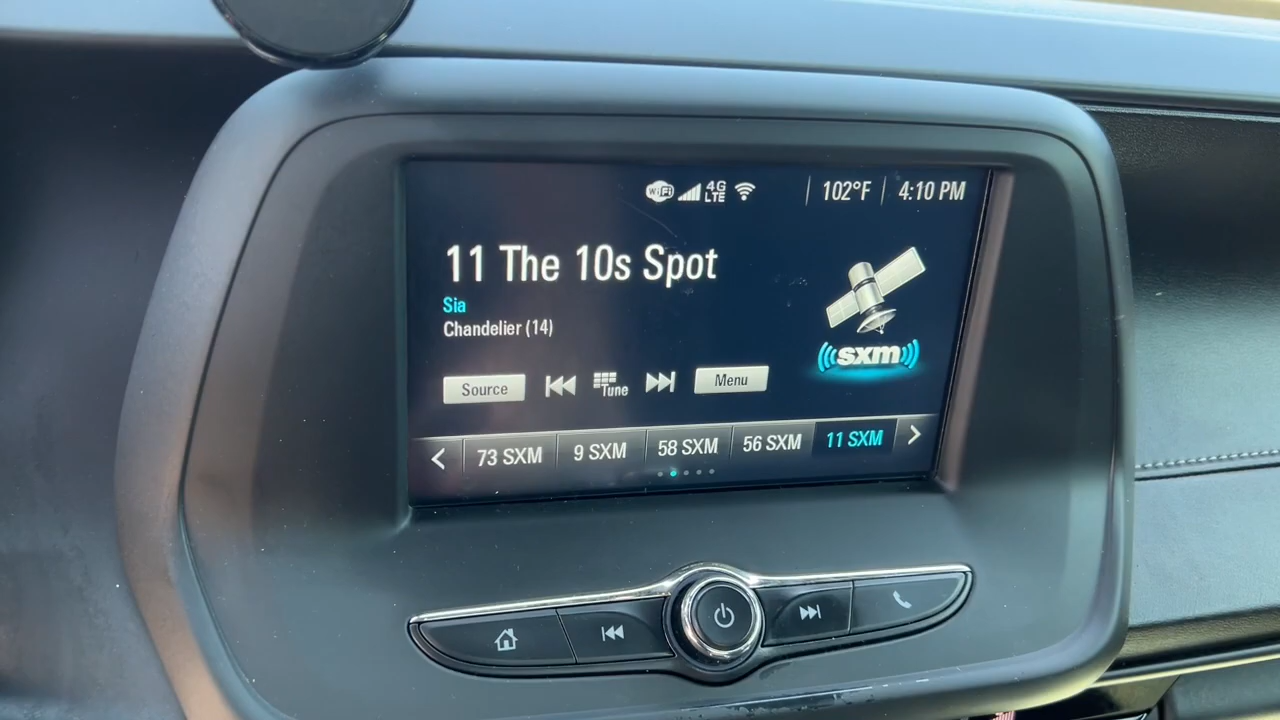 WiFi 4G LTE 102°F 4:10 PM
11 The 10s Spot
Sia
Chandelier (14)
sxm
Source Tune Menu
73 SXM 9 SXM 58 SXM 56 SXM 11 SXM